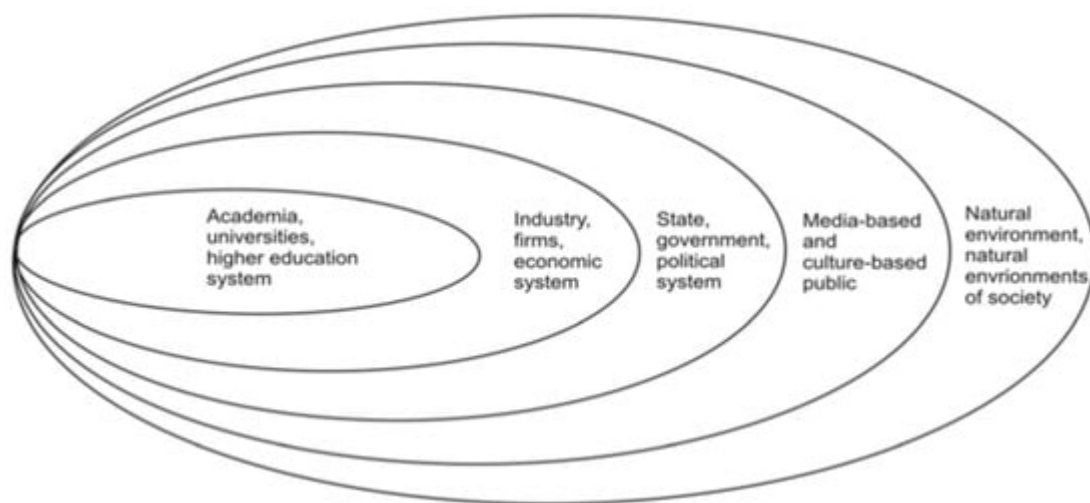 Academia,
universities,
higher education
system
Industry,
firms,
economic
system
State,
government,
political
system
Media-based
and
culture-based
public
Natural
environment,
natural
envrionments
of society